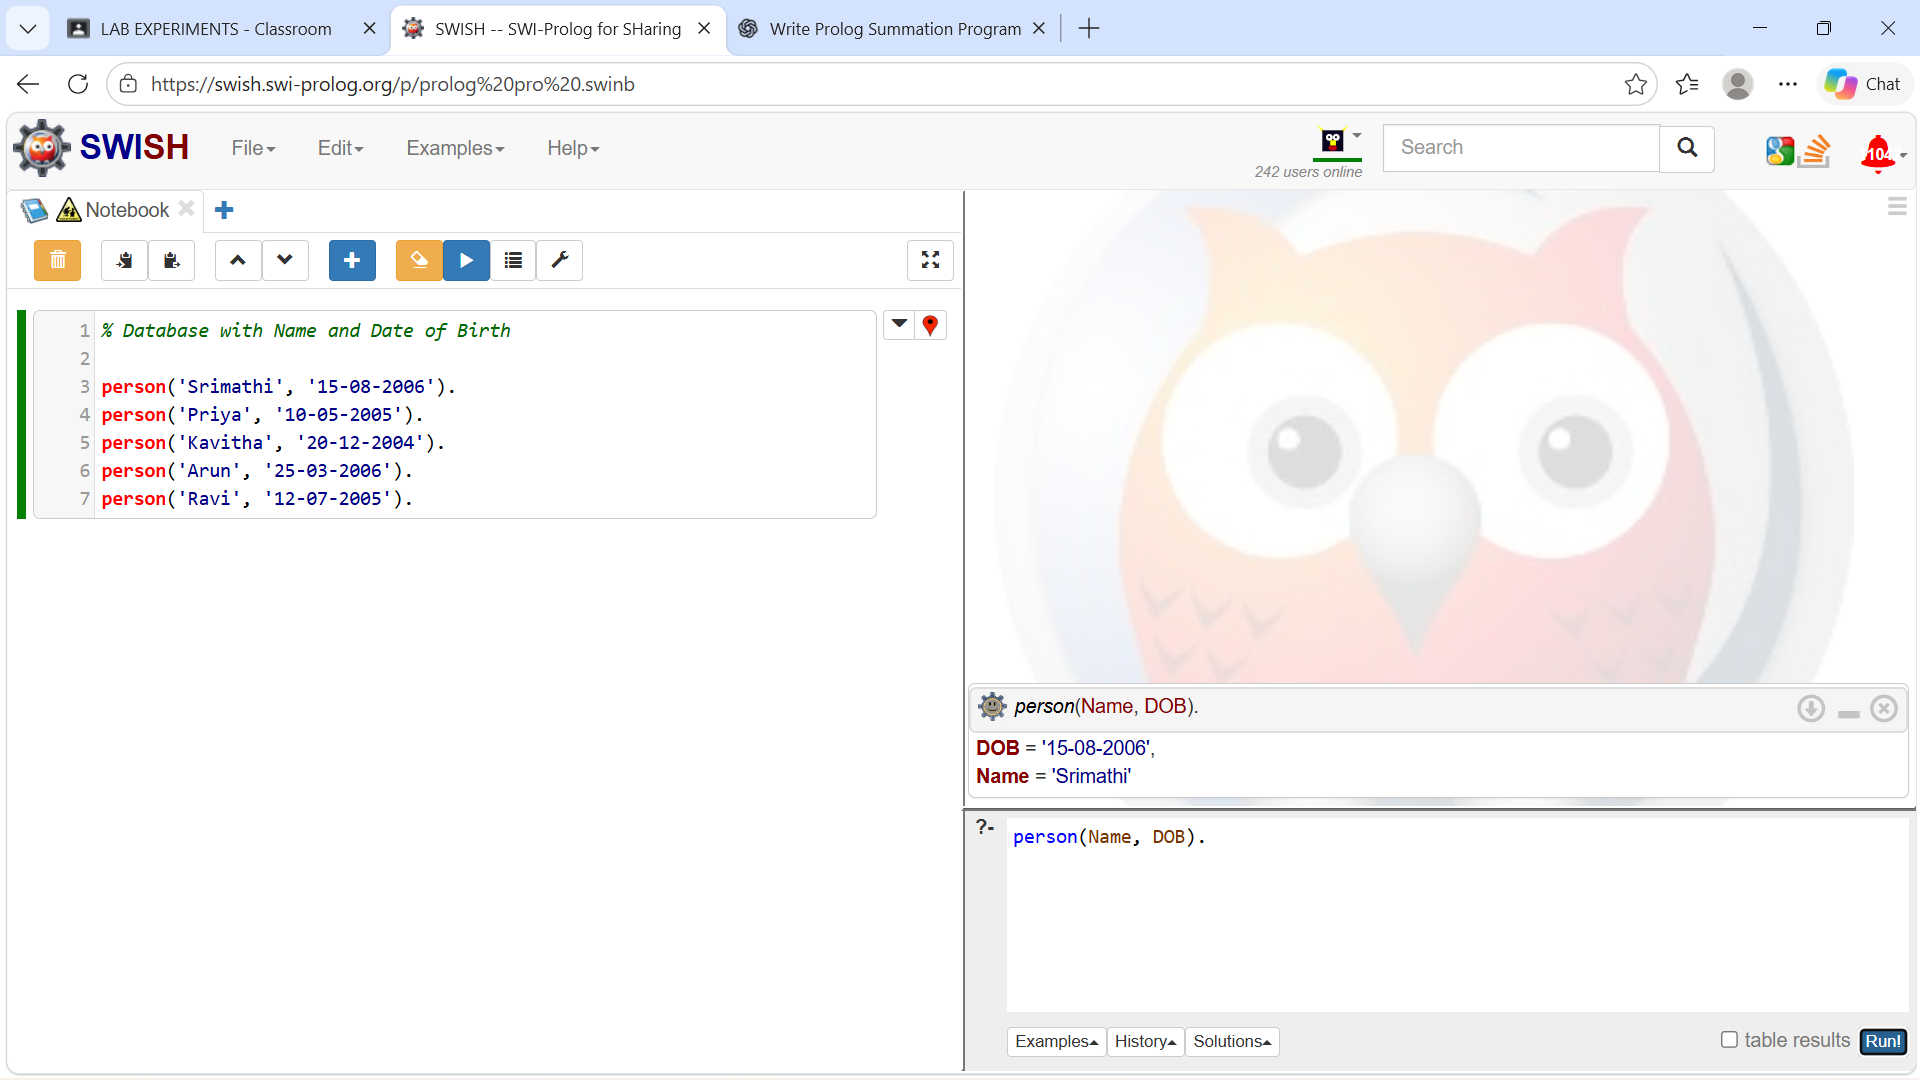 LAB EXPERIMENTS - Classroom
SWISH -- SWI-Prolog for SHaring
Write Prolog Summation Program
https://swish.swi-prolog.org/p/prolog%20pro%20.swinb
Chat
SWISH
File
Edit
Examples
Help
242 users online
Search
104
Notebook
1 % Database with Name and Date of Birth
2
3 person('Srimathi', '15-08-2006').
4 person('Priya', '10-05-2005').
5 person('Kavitha', '20-12-2004').
6 person('Arun', '25-03-2006').
7 person('Ravi', '12-07-2005').
person(Name, DOB).
DOB = '15-08-2006',
Name = 'Srimathi'
?- person(Name, DOB).
Examples
History
Solutions
table results
Run!